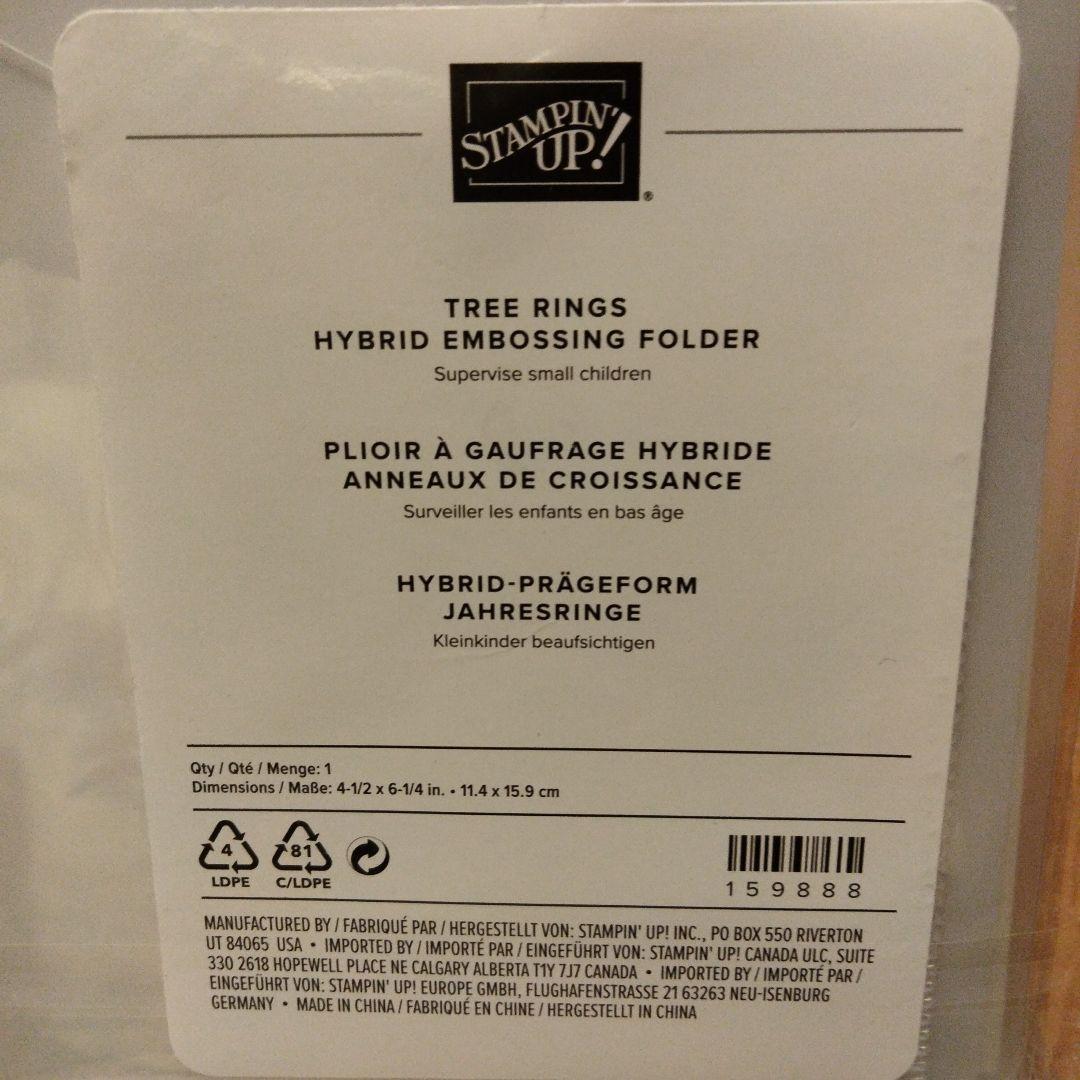 STAMPIN' UP!
®
TREE RINGS
HYBRID EMBOSSING FOLDER
Supervise small children
PLIOIR À GAUFRAGE HYBRIDE
ANNEAUX DE CROISSANCE
Surveiller les enfants en bas âge
HYBRID-PRÄGEFORM
JAHRESRINGE
Kleinkinder beaufsichtigen
Qty / Qté / Menge: 1
Dimensions / Maße: 4-1/2 x 6-1/4 in. • 11.4 x 15.9 cm
4 81
LDPE C/LDPE
159888
MANUFACTURED BY / FABRIQUÉ PAR / HERGESTELLT VON: STAMPIN' UP! INC., PO BOX 550 RIVERTON
UT 84065 USA • IMPORTED BY / IMPORTÉ PAR / EINGEFÜHRT VON: STAMPIN' UP! CANADA ULC, SUITE
330 2618 HOPEWELL PLACE NE CALGARY ALBERTA T1Y 7J7 CANADA • IMPORTED BY / IMPORTÉ PAR /
EINGEFÜHRT VON: STAMPIN' UP! EUROPE GMBH, FLUGHAFENSTRASSE 21 63263 NEU-ISENBURG
GERMANY • MADE IN CHINA / FABRIQUÉ EN CHINE / HERGESTELLT IN CHINA